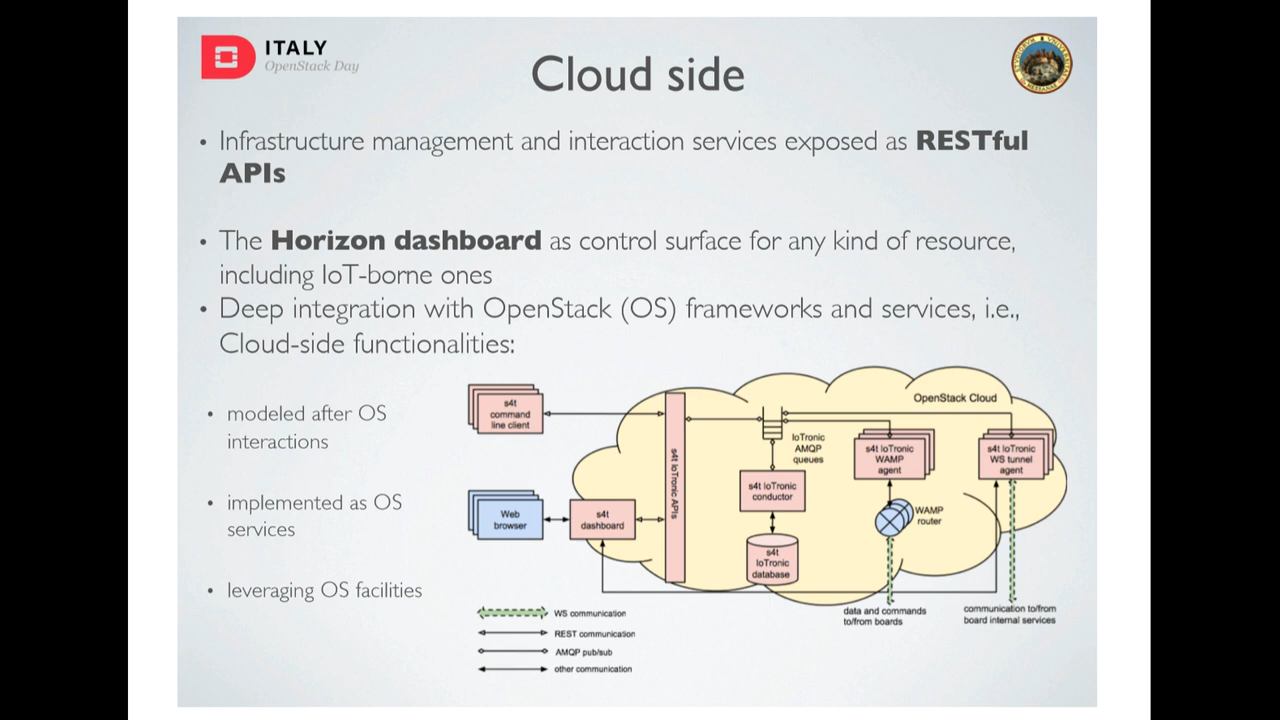 ITALY
OpenStack Day
Cloud side
• Infrastructure management and interaction services exposed as RESTful
APIs
• The Horizon dashboard as control surface for any kind of resource,
including IoT-borne ones
• Deep integration with OpenStack (OS) frameworks and services, i.e.,
Cloud-side functionalities:
• modeled after OS
interactions
• implemented as OS
services
• leveraging OS facilities
s4t
command
line client
Web
browser
s4t
dashboard
s4t IoTronic APIs
OpenStack Cloud
IoTronic
AMQP
queues
s4t IoTronic
conductor
s4t
IoTronic
database
s4t IoTronic
WAMP
agent
WAMP
router
s4t IoTronic
WS tunnel
agent
data and commands
to/from boards
communication to/from
board internal services
WS communication
REST communication
AMQP pub/sub
other communication